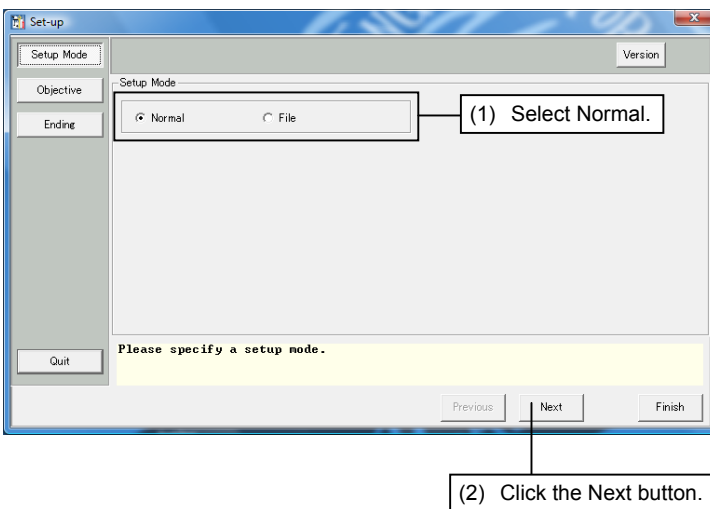 Set-up
Setup Mode
Version
Objective
Setup Mode
Ending
Normal
File
(1) Select Normal.
Please specify a setup mode.
Quit
Previous
Next
Finish
(2) Click the Next button.